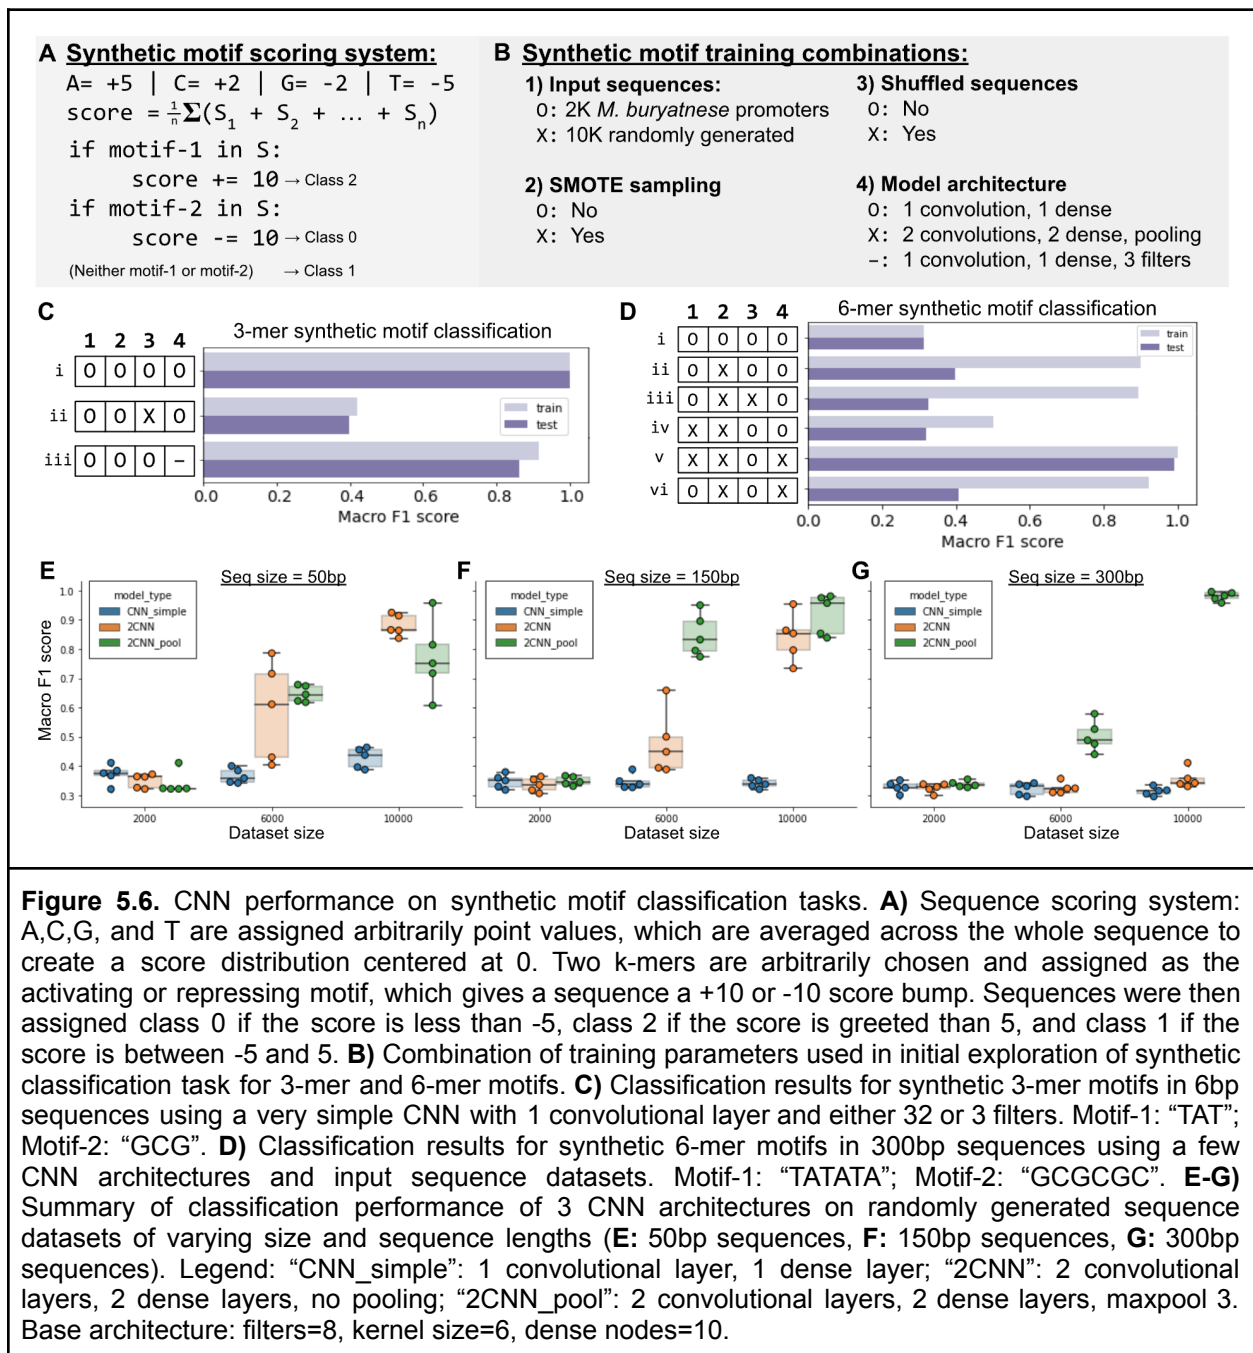 A Synthetic motif scoring system:
A= +5 | C= +2 | G= -2 | T= -5
score = 1/n Σ(S1 + S2 + ... + Sn)
if motif-1 in S:
score += 10 → Class 2
if motif-2 in S:
score -= 10 → Class 0
(Neither motif-1 or motif-2) → Class 1
B Synthetic motif training combinations:
1) Input sequences:
O: 2K M. buryatnese promoters
X: 10K randomly generated
2) SMOTE sampling
O: No
X: Yes
3) Shuffled sequences
O: No
X: Yes
4) Model architecture
O: 1 convolution, 1 dense
X: 2 convolutions, 2 dense, pooling
–: 1 convolution, 1 dense, 3 filters
C
3-mer synthetic motif classification
1 2 3 4
i O O O O
ii O O X O
iii O O O –
train
test
0.0 0.2 0.4 0.6 0.8 1.0
Macro F1 score
D
6-mer synthetic motif classification
1 2 3 4
i O O O O
ii O X O O
iii O X X O
iv X X O O
v X X O X
vi O X O X
train
test
0.0 0.2 0.4 0.6 0.8 1.0
Macro F1 score
E
Seq size = 50bp
model_type
CNN_simple
2CNN
2CNN_pool
Macro F1 score
1.0
0.9
0.8
0.7
0.6
0.5
0.4
0.3
2000 6000 10000
Dataset size
F
Seq size = 150bp
model_type
CNN_simple
2CNN
2CNN_pool
2000 6000 10000
Dataset size
G
Seq size = 300bp
model_type
CNN_simple
2CNN
2CNN_pool
2000 6000 10000
Dataset size
Figure 5.6. CNN performance on synthetic motif classification tasks. A) Sequence scoring system:
A,C,G, and T are assigned arbitrarily point values, which are averaged across the whole sequence to
create a score distribution centered at 0. Two k-mers are arbitrarily chosen and assigned as the
activating or repressing motif, which gives a sequence a +10 or -10 score bump. Sequences were then
assigned class 0 if the score is less than -5, class 2 if the score is greeted than 5, and class 1 if the
score is between -5 and 5. B) Combination of training parameters used in initial exploration of synthetic
classification task for 3-mer and 6-mer motifs. C) Classification results for synthetic 3-mer motifs in 6bp
sequences using a very simple CNN with 1 convolutional layer and either 32 or 3 filters. Motif-1: “TAT”;
Motif-2: “GCG”. D) Classification results for synthetic 6-mer motifs in 300bp sequences using a few
CNN architectures and input sequence datasets. Motif-1: “TATATA”; Motif-2: “GCGCGC”. E-G)
Summary of classification performance of 3 CNN architectures on randomly generated sequence
datasets of varying size and sequence lengths (E: 50bp sequences, F: 150bp sequences, G: 300bp
sequences). Legend: “CNN_simple”: 1 convolutional layer, 1 dense layer; “2CNN”: 2 convolutional
layers, 2 dense layers, no pooling; “2CNN_pool”: 2 convolutional layers, 2 dense layers, maxpool 3.
Base architecture: filters=8, kernel size=6, dense nodes=10.